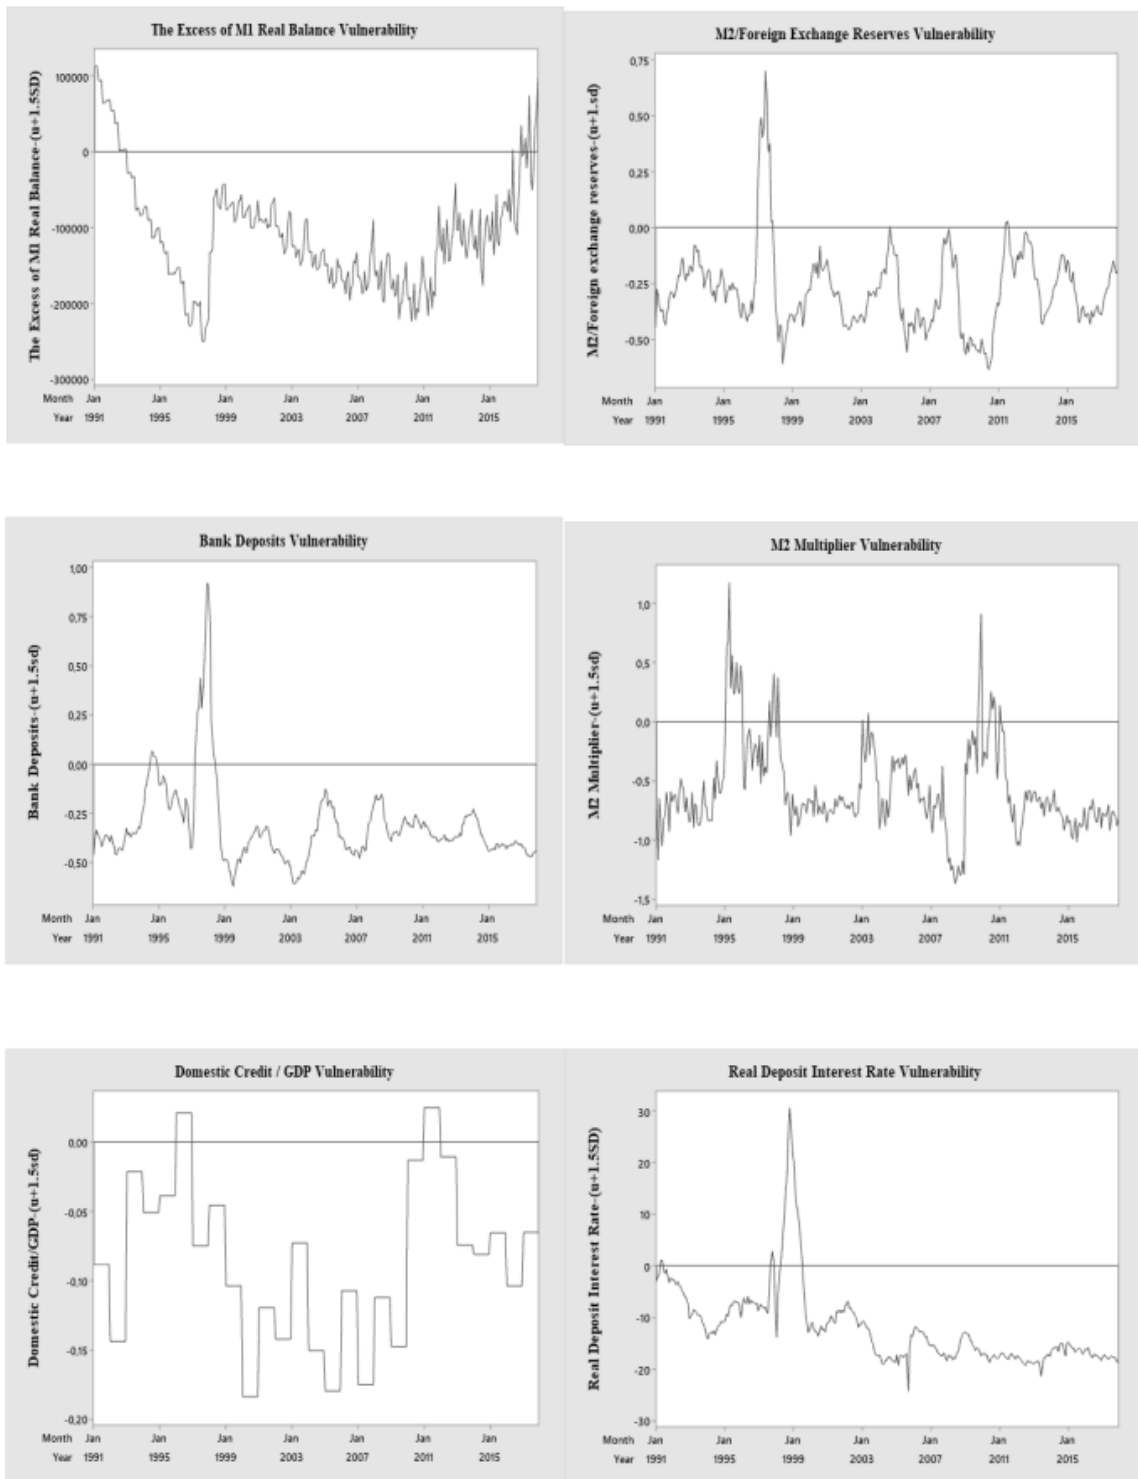 The Excess of M1 Real Balance Vulnerability
The Excess of M1 Real Balance-(u+1.5SD)
100000
0
-100000
-200000
-300000
Month Jan Jan Jan Jan Jan Jan Jan
Year 1991 1995 1999 2003 2007 2011 2015
M2/Foreign Exchange Reserves Vulnerability
M2/Foreign exchange reserves-(u+1.sd)
0,75
0,50
0,25
0,00
-0,25
-0,50
Month Jan Jan Jan Jan Jan Jan Jan
Year 1991 1995 1999 2003 2007 2011 2015
Bank Deposits Vulnerability
Bank Deposits-(u+1.5sd)
1,00
0,75
0,50
0,25
0,00
-0,25
-0,50
Month Jan Jan Jan Jan Jan Jan Jan
Year 1991 1995 1999 2003 2007 2011 2015
M2 Multiplier Vulnerability
M2 Multiplier-(u+1.5sd)
1,0
0,5
0,0
-0,5
-1,0
-1,5
Month Jan Jan Jan Jan Jan Jan Jan
Year 1991 1995 1999 2003 2007 2011 2015
Domestic Credit / GDP Vulnerability
Domestic Credit/GDP-(u+1.5sd)
0,00
-0,05
-0,10
-0,15
-0,20
Month Jan Jan Jan Jan Jan Jan Jan
Year 1991 1995 1999 2003 2007 2011 2015
Real Deposit Interest Rate Vulnerability
Real Deposit Interest Rate-(u+1.5SD)
30
20
10
0
-10
-20
-30
Month Jan Jan Jan Jan Jan Jan Jan
Year 1991 1995 1999 2003 2007 2011 2015